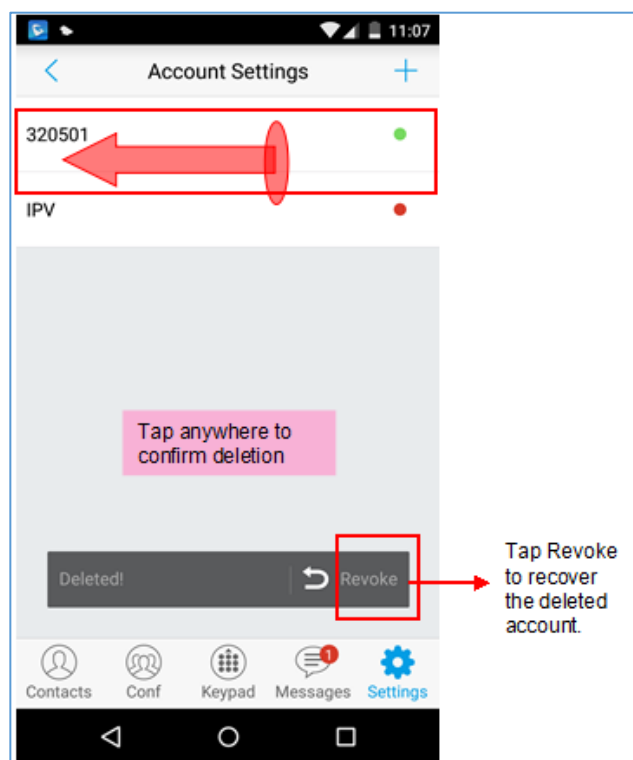 11:07
Account Settings
320501
IPV
Tap anywhere to
confirm deletion
Deleted!
Revoke
Tap Revoke
to recover
the deleted
account.
1
Contacts
Conf
Keypad
Messages
Settings